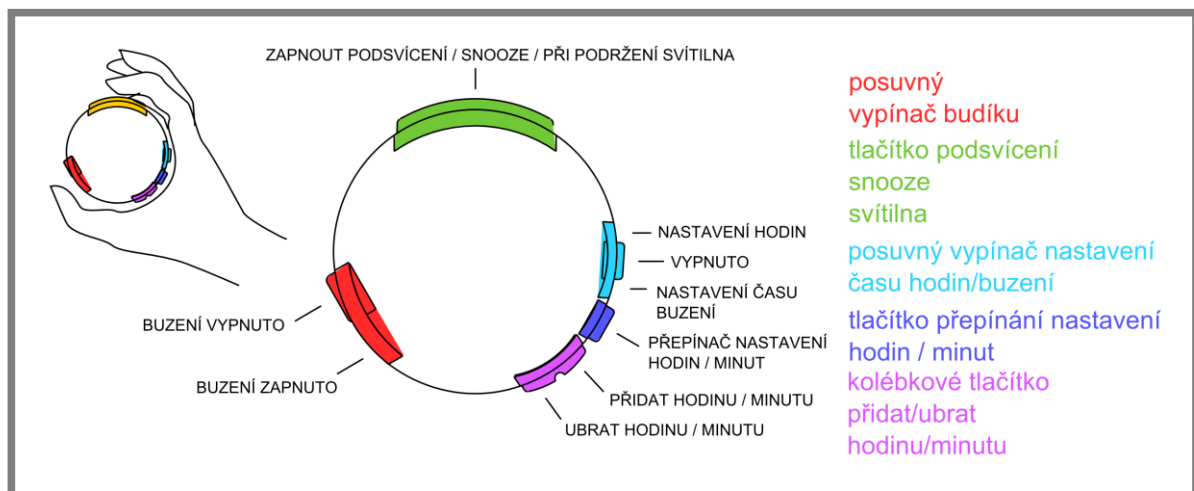 ZAPNOUT PODSVÍCENÍ / SNOOZE / PŘI PODRŽENÍ SVÍTILNA
NASTAVENÍ HODIN
VYPNUTO
NASTAVENÍ ČASU
BUZENÍ
PŘEPÍNAČ NASTAVENÍ
HODIN / MINUT
PŘIDAT HODINU / MINUTU
UBRAT HODINU / MINUTU
BUZENÍ VYPNUTO
BUZENÍ ZAPNUTO
posuvný
vypínač budíku
tlačítko podsvícení
snooze
svítilna
posuvný vypínač nastavení
času hodin/buzení
tlačítko přepínání nastavení
hodin / minut
kolébkové tlačítko
přidat/ubrat
hodinu/minutu